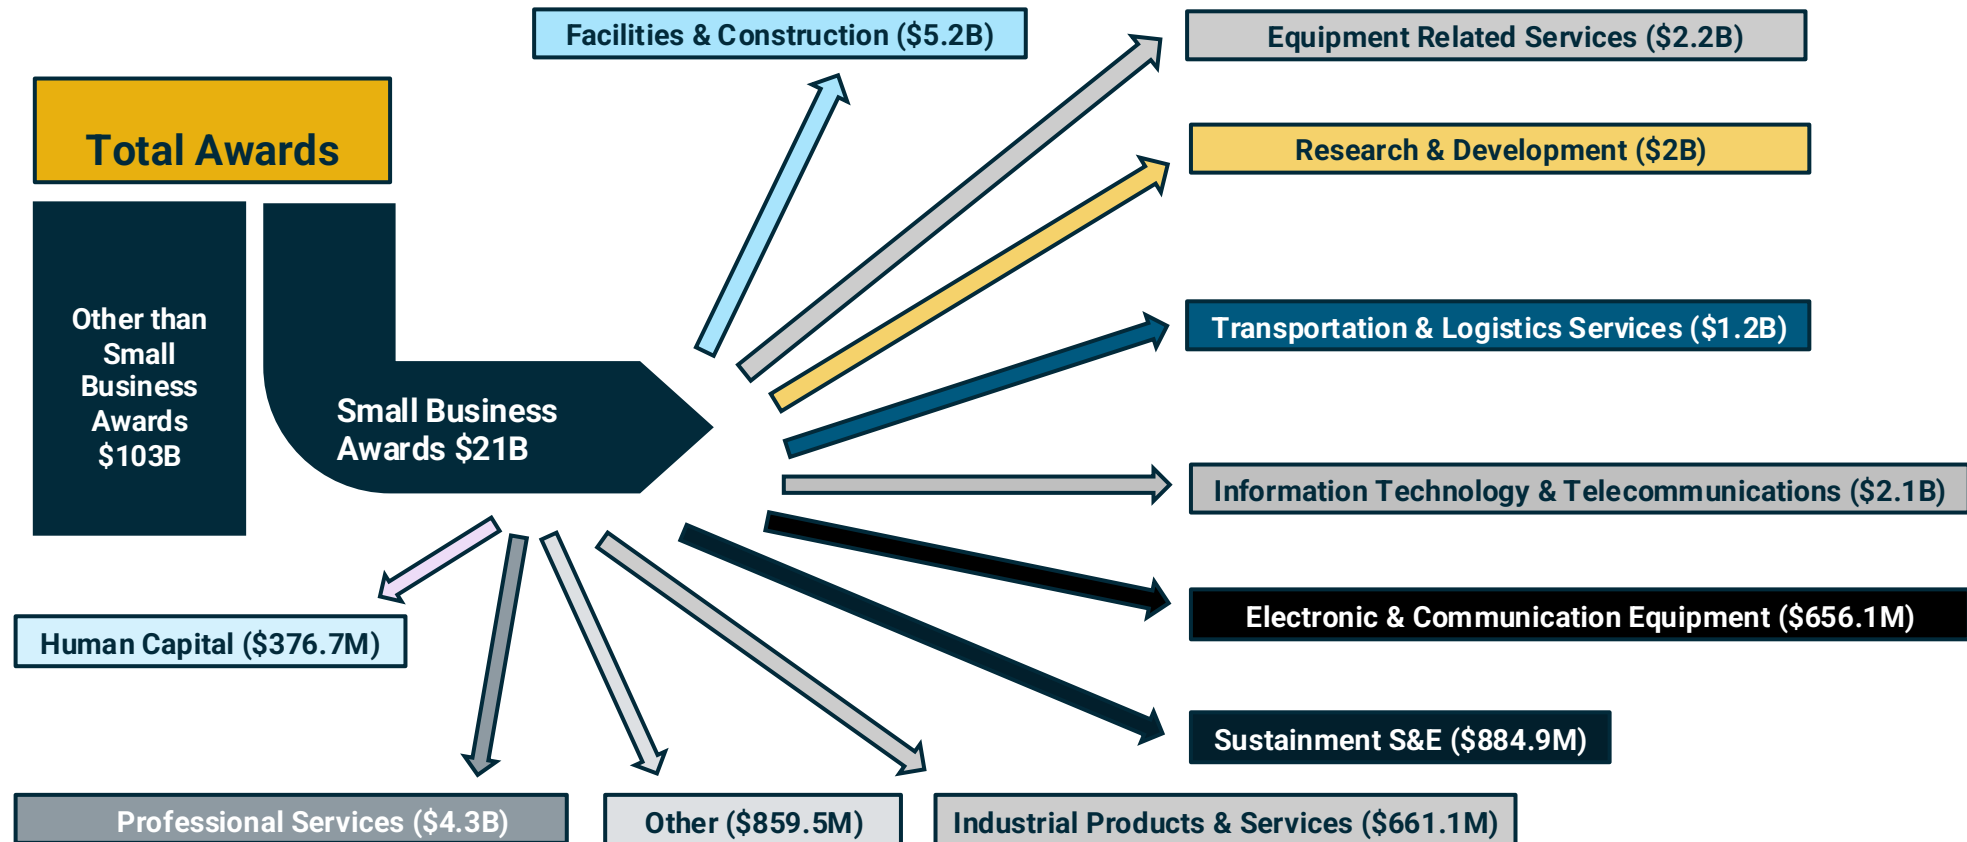 Facilities & Construction ($5.2B)
Equipment Related Services ($2.2B)
Total Awards
Research & Development ($2B)
Other than
Small
Business
Awards
$103B
Small Business
Awards $21B
Transportation & Logistics Services ($1.2B)
Information Technology & Telecommunications ($2.1B)
Electronic & Communication Equipment ($656.1M)
Human Capital ($376.7M)
Sustainment S&E ($884.9M)
Professional Services ($4.3B)
Other ($859.5M)
Industrial Products & Services ($661.1M)